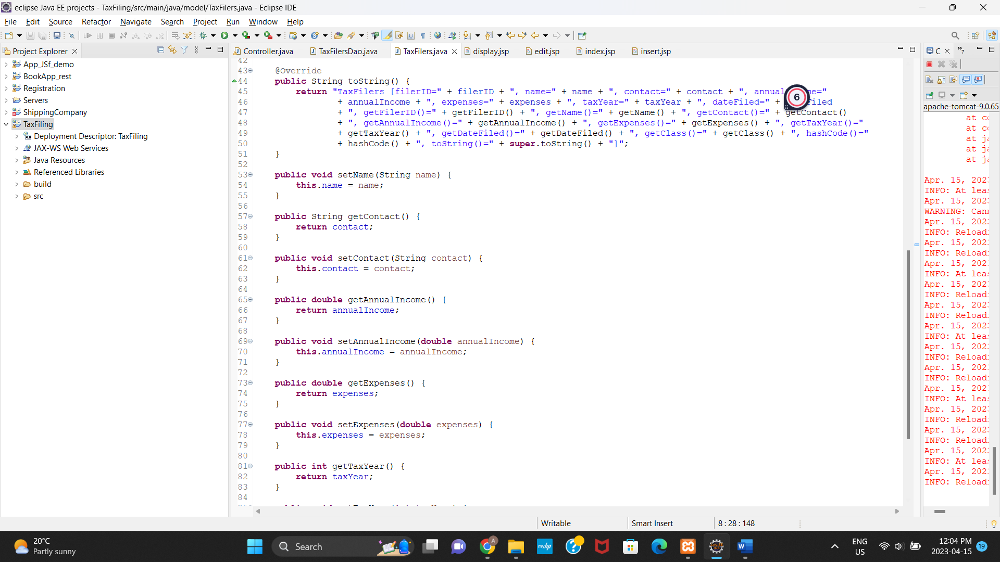 eclipse Java EE projects - TaxFiling/src/main/java/model/TaxFilers.java - Eclipse IDE
File Edit Source Refactor Navigate Search Project Run Window Help
Project Explorer
App_JSf_demo
BookApp_rest
Registration
Servers
ShippingCompany
TaxFiling
Deployment Descriptor: TaxFiling
JAX-WS Web Services
Java Resources
Referenced Libraries
build
src
Controller.java TaxFilersDao.java TaxFilers.java display.jsp edit.jsp index.jsp insert.jsp
42
43 @Override
44 public String toString() {
45 return "TaxFilers [filerID=" + filerID + ", name=" + name + ", contact=" + contact + ", annual
46 + annualIncome + ", expenses=" + expenses + ", taxYear=" + taxYear + ", dateFiled=" +
47 + ", getFilerID()=" + getFilerID() + ", getName()=" + getName() + ", getContact()=" + getContact()
48 + ", getAnnualIncome()=" + getAnnualIncome() + ", getExpenses()=" + getExpenses() + ", getTaxYear()="
49 + getTaxYear() + ", getDateFiled()=" + getDateFiled() + ", getClass()=" + getClass() + ", hashCode()="
50 + hashCode() + ", toString()=" + super.toString() + "]";
51 }
52
53 public void setName(String name) {
54 this.name = name;
55 }
56
57 public String getContact() {
58 return contact;
59 }
60
61 public void setContact(String contact) {
62 this.contact = contact;
63 }
64
65 public double getAnnualIncome() {
66 return annualIncome;
67 }
68
69 public void setAnnualIncome(double annualIncome) {
70 this.annualIncome = annualIncome;
71 }
72
73 public double getExpenses() {
74 return expenses;
75 }
76
77 public void setExpenses(double expenses) {
78 this.expenses = expenses;
79 }
80
81 public int getTaxYear() {
82 return taxYear;
83 }
84
6
C
7
apache-tomcat-9.0.65
at co
at co
at ja
at ja
at ja
Apr. 15, 202
INFO: At lea
Apr. 15, 202
WARNING: Can
Apr. 15, 202
INFO: Reload
Apr. 15, 202
INFO: Reload
Apr. 15, 202
INFO: At lea
Apr. 15, 202
INFO: Reload
Apr. 15, 202
INFO: Reload
Apr. 15, 202
INFO: At lea
Apr. 15, 202
INFO: Reload
Apr. 15, 202
INFO: Reload
Apr. 15, 202
INFO: At lea
Apr. 15, 202
INFO: Reload
Apr. 15, 202
INFO: Reload
Apr. 15, 202
INFO: At lea
Apr. 15, 202
INFO: Reload
Writable Smart Insert 8 : 28 : 148
20°C
Partly sunny
Search
myhp
ENG
US
12:04 PM
2023-04-15
19